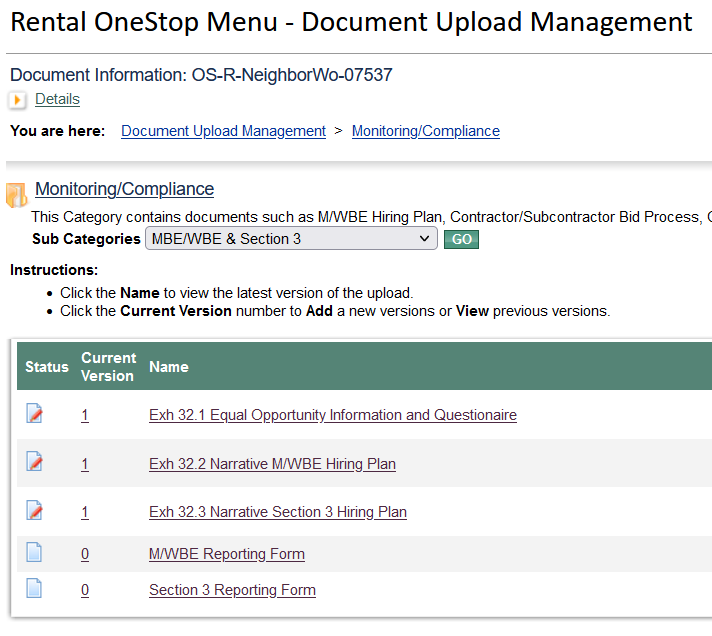 Rental OneStop Menu - Document Upload Management
Document Information: OS-R-NeighborWo-07537
Details
You are here: Document Upload Management > Monitoring/Compliance
Monitoring/Compliance
This Category contains documents such as M/WBE Hiring Plan, Contractor/Subcontractor Bid Process,
Sub Categories MBE/WBE & Section 3 GO
Instructions:
• Click the Name to view the latest version of the upload.
• Click the Current Version number to Add a new versions or View previous versions.
Status Current Version Name
1 Exh 32.1 Equal Opportunity Information and Questionaire
1 Exh 32.2 Narrative M/WBE Hiring Plan
1 Exh 32.3 Narrative Section 3 Hiring Plan
0 M/WBE Reporting Form
0 Section 3 Reporting Form